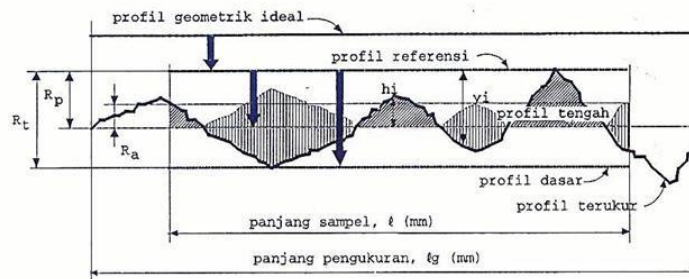 profil geometrik ideal
profil referensi
Rp
hi
yi
Rt
profil tengah
Ra
profil dasar
profil terukur
panjang sampel, ℓ (mm)
panjang pengukuran, ℓg (mm)